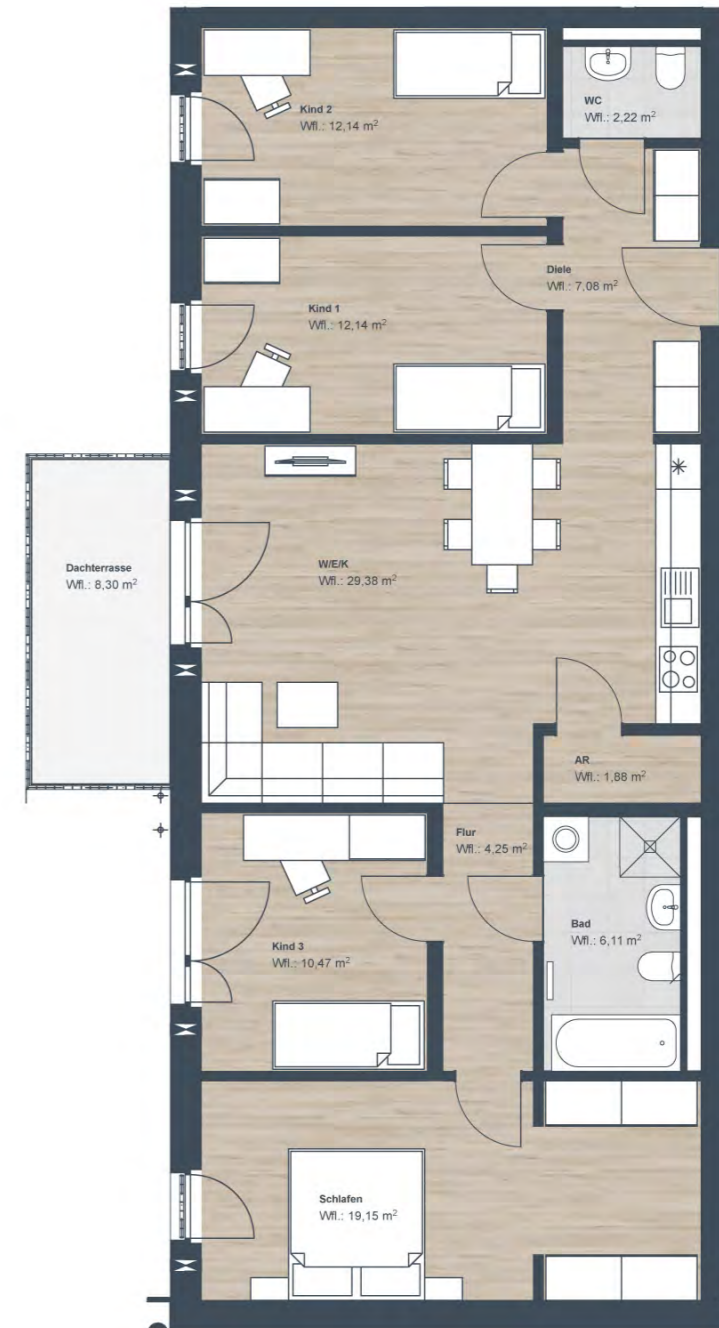 Kind 2
Wfl.: 12,14 m²
WC
Wfl.: 2,22 m²
Diele
Wfl.: 7,08 m²
Kind 1
Wfl.: 12,14 m²
Dachterrasse
Wfl.: 8,30 m²
W/E/K
Wfl.: 29,38 m²
AR
Wfl.: 1,88 m²
Flur
Wfl.: 4,25 m²
Bad
Wfl.: 6,11 m²
Kind 3
Wfl.: 10,47 m²
Schlafen
Wfl.: 19,15 m²